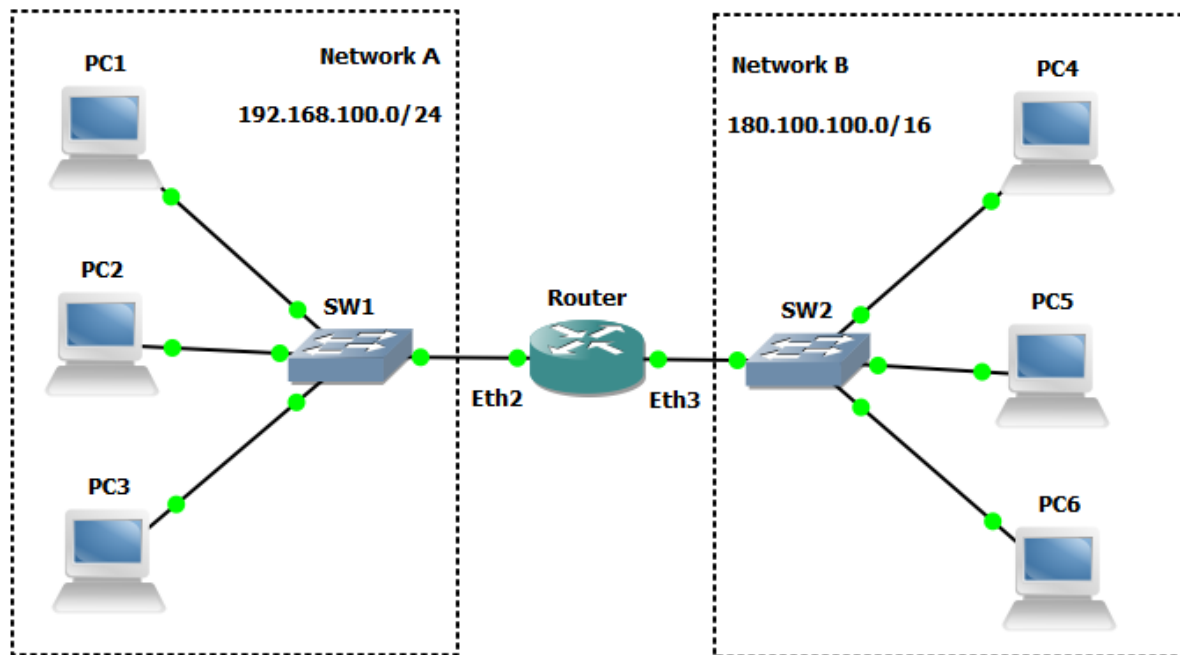 PC1
Network A
192.168.100.0/24
PC2
SW1
PC3
Router
Eth2
Eth3
Network B
180.100.100.0/16
PC4
SW2
PC5
PC6